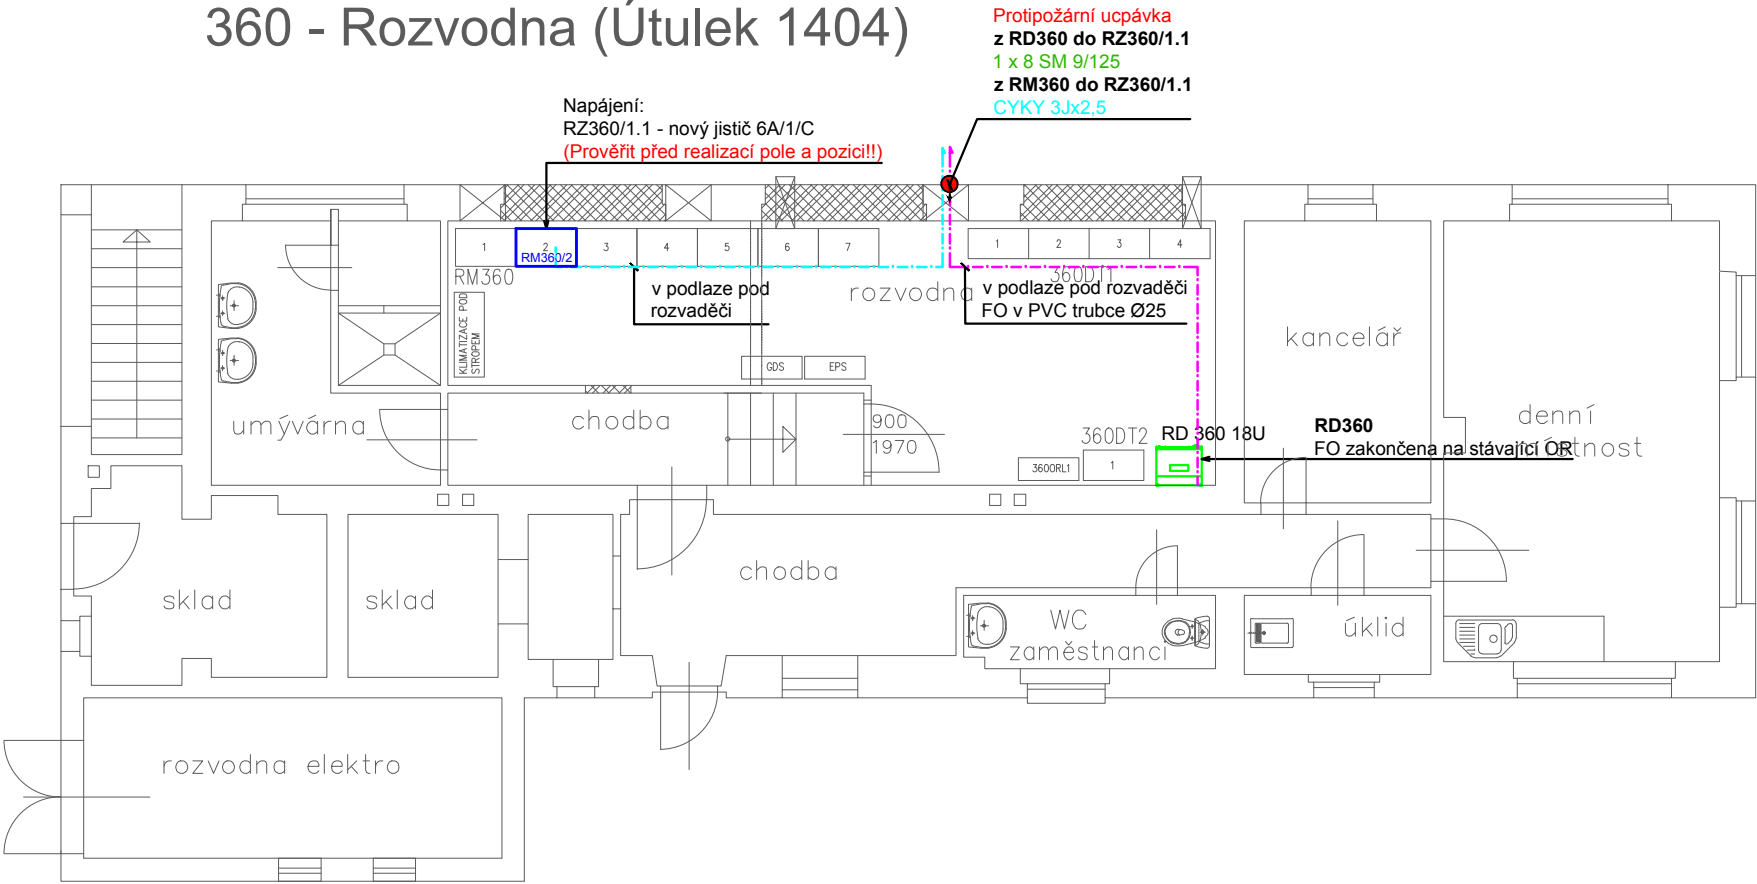 360 - Rozvodna (Útulek 1404)
Protipožární ucpávka
z RD360 do RZ360/1.1
1 x 8 SM 9/125
z RM360 do RZ360/1.1
CYKY 3Jx2,5
Napájení:
RZ360/1.1 - nový jistič 6A/1/C
(Prověřit před realizací pole a pozici!!)
1 2 3 4 5 6 7
RM360/2
1 2 3 4
RM360
360DT1
KLIMATIZACE POD
STROPEM
v podlaze pod
rozvaděči
rozvodna
v podlaze pod rozvaděči
FO v PVC trubce Ø25
kancelář
GDS
EPS
umývárna
chodba
900
1970
360DT2
RD 360 18U
3600RL1
1
RD360
FO zakončena na stávající OR
denní
místnost
sklad
sklad
chodba
WC
zaměstnanci
úklid
rozvodna elektro